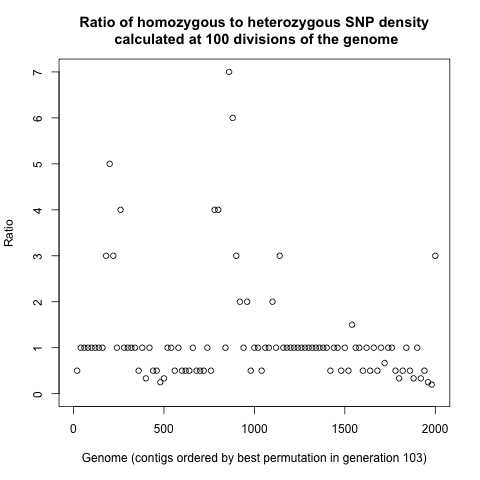 Ratio of homozygous to heterozygous SNP density
calculated at 100 divisions of the genome
7
6
5
4
3
2
1
0
Ratio
0 500 1000 1500 2000
Genome (contigs ordered by best permutation in generation 103)